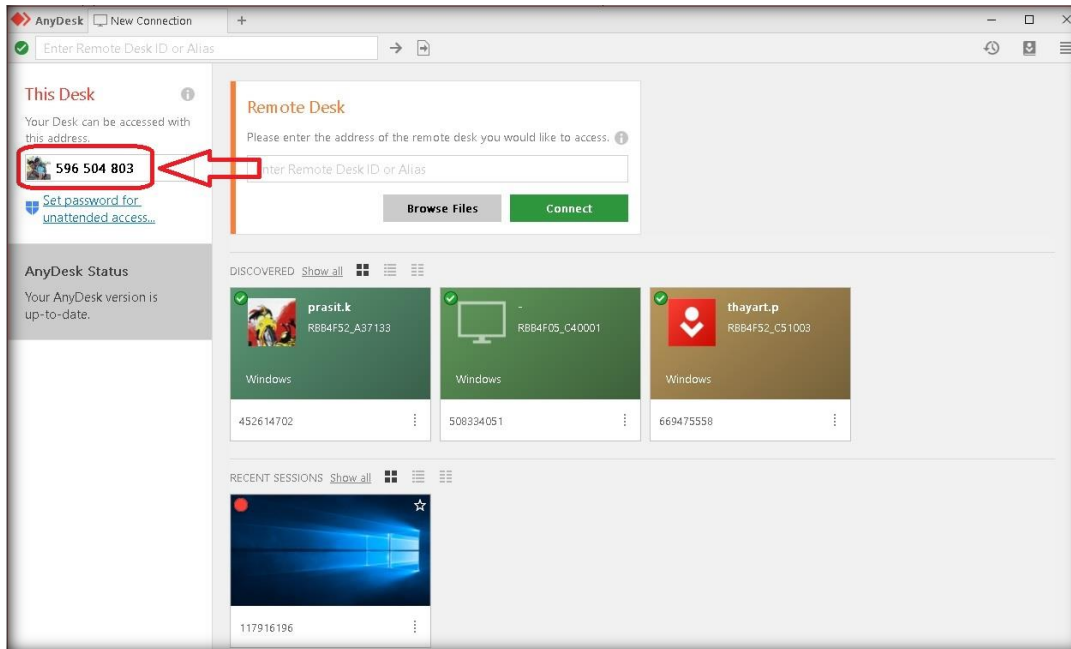 AnyDesk New Connection +
Enter Remote Desk ID or Alias
This Desk
Your Desk can be accessed with
this address.
596 504 803
Set password for
unattended access...
AnyDesk Status
Your AnyDesk version is
up-to-date.
Remote Desk
Please enter the address of the remote desk you would like to access.
Enter Remote Desk ID or Alias
Browse Files Connect
DISCOVERED Show all
prasit.k
RBB4F52_A37133
Windows
452614702
-
RBB4F05_C40001
Windows
508334051
thayart.p
RBB4F52_C51003
Windows
669475558
RECENT SESSIONS Show all
117916196